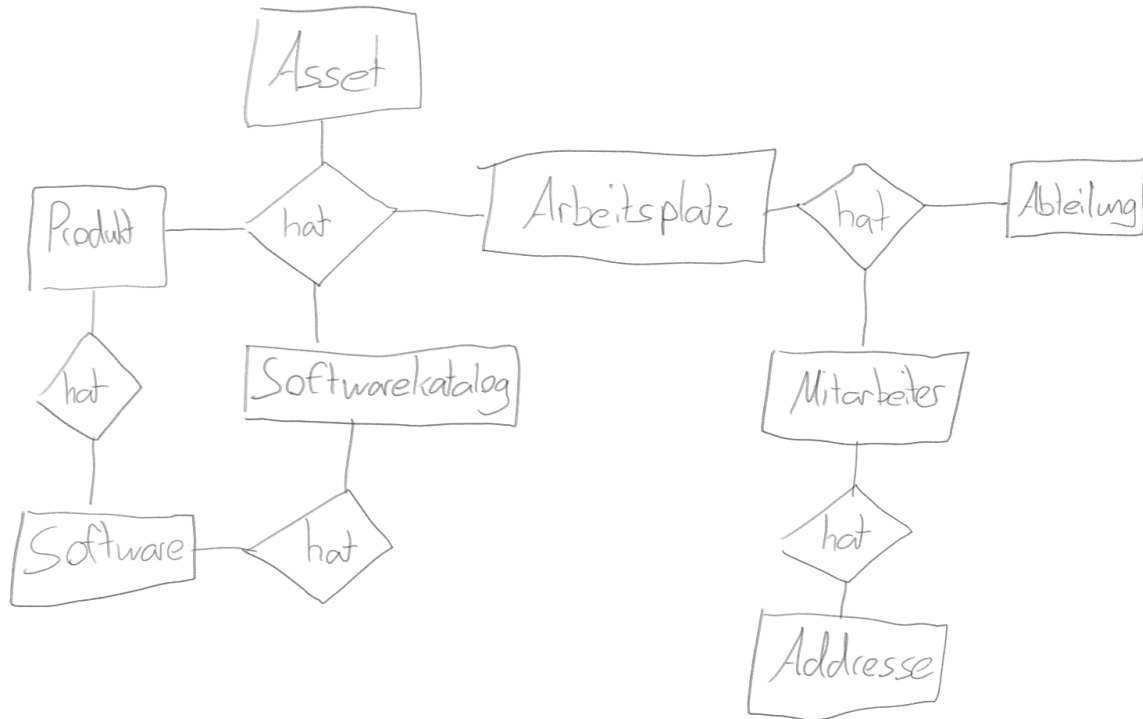 Asset
Produkt
hat
Arbeitsplatz
hat
Abteilung
hat
Softwarekatalog
Mitarbeiter
Software
hat
hat
Addresse